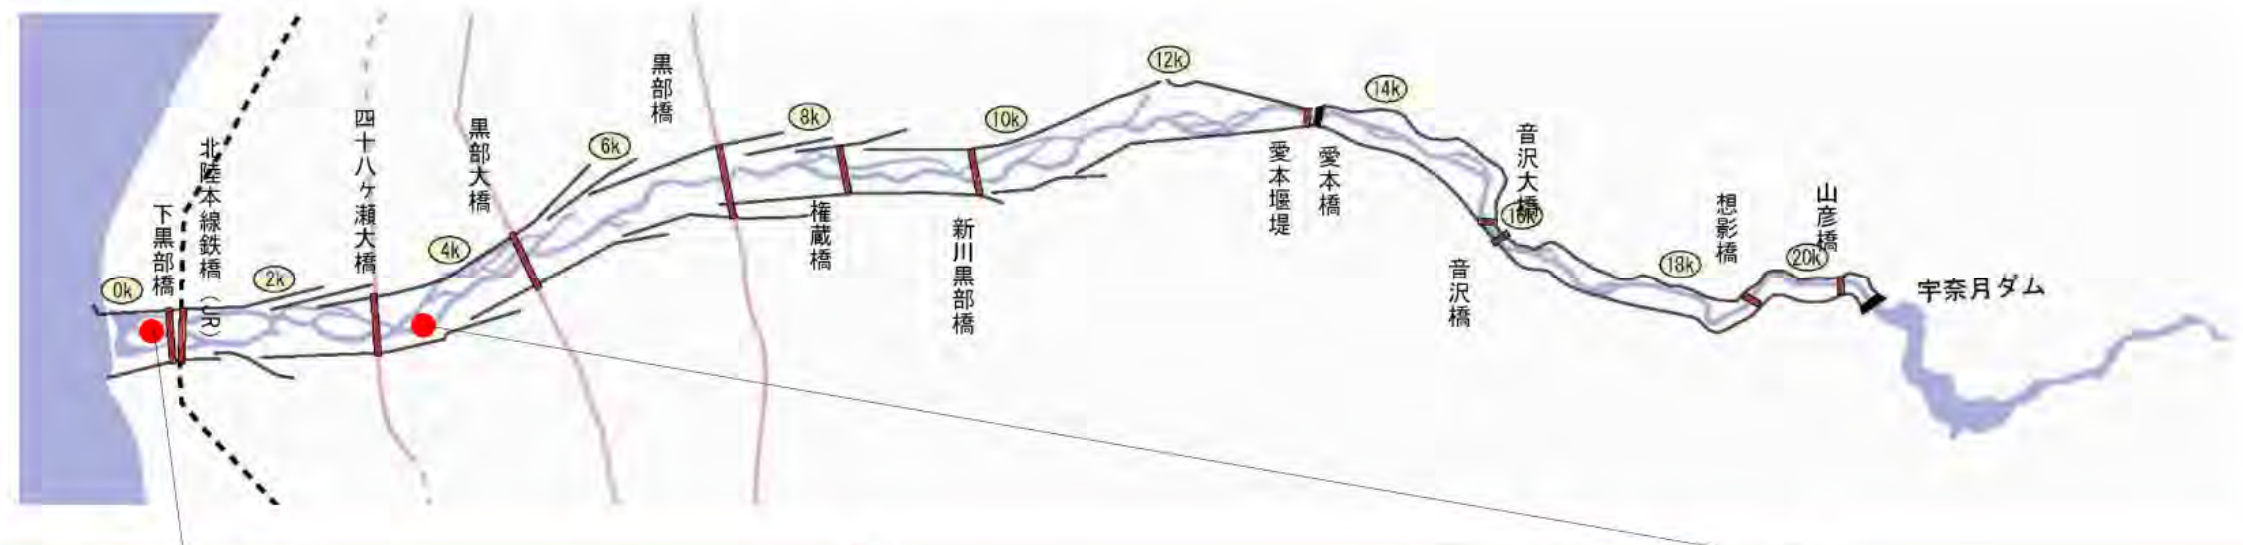 0k
下黒部橋
北陸本線鉄橋（JR）
2k
四十八ヶ瀬大橋
4k
黒部大橋
6k
黒部橋
8k
権蔵橋
新川黒部橋
10k
12k
愛本堰堤
愛本橋
14k
音沢大橋
16k
音沢橋
18k
想影橋
20k
山彦橋
宇奈月ダム